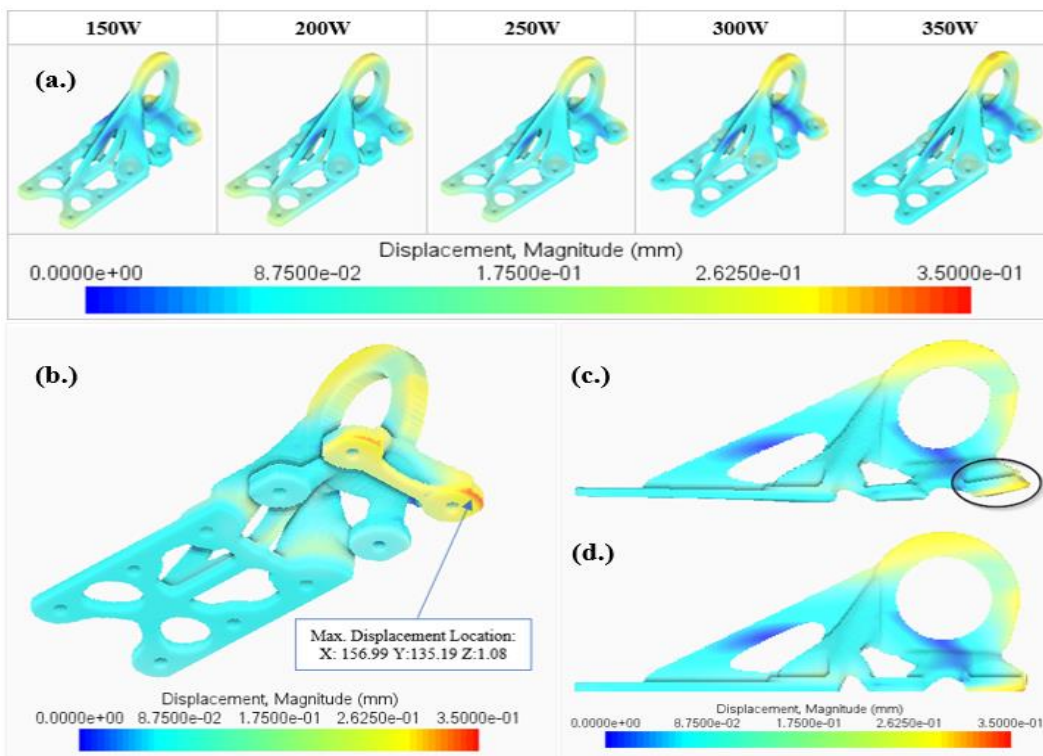 150W 200W 250W 300W 350W
(a.)
Displacement, Magnitude (mm)
0.0000e+00 8.7500e-02 1.7500e-01 2.6250e-01 3.5000e-01
(b.)
Max. Displacement Location:
X: 156.99 Y:135.19 Z:1.08
Displacement, Magnitude (mm)
0.0000e+00 8.7500e-02 1.7500e-01 2.6250e-01 3.5000e-01
(c.)
(d.)
Displacement, Magnitude (mm)
0.0000e+00 8.7500e-02 1.7500e-01 2.6250e-01 3.5000e-01